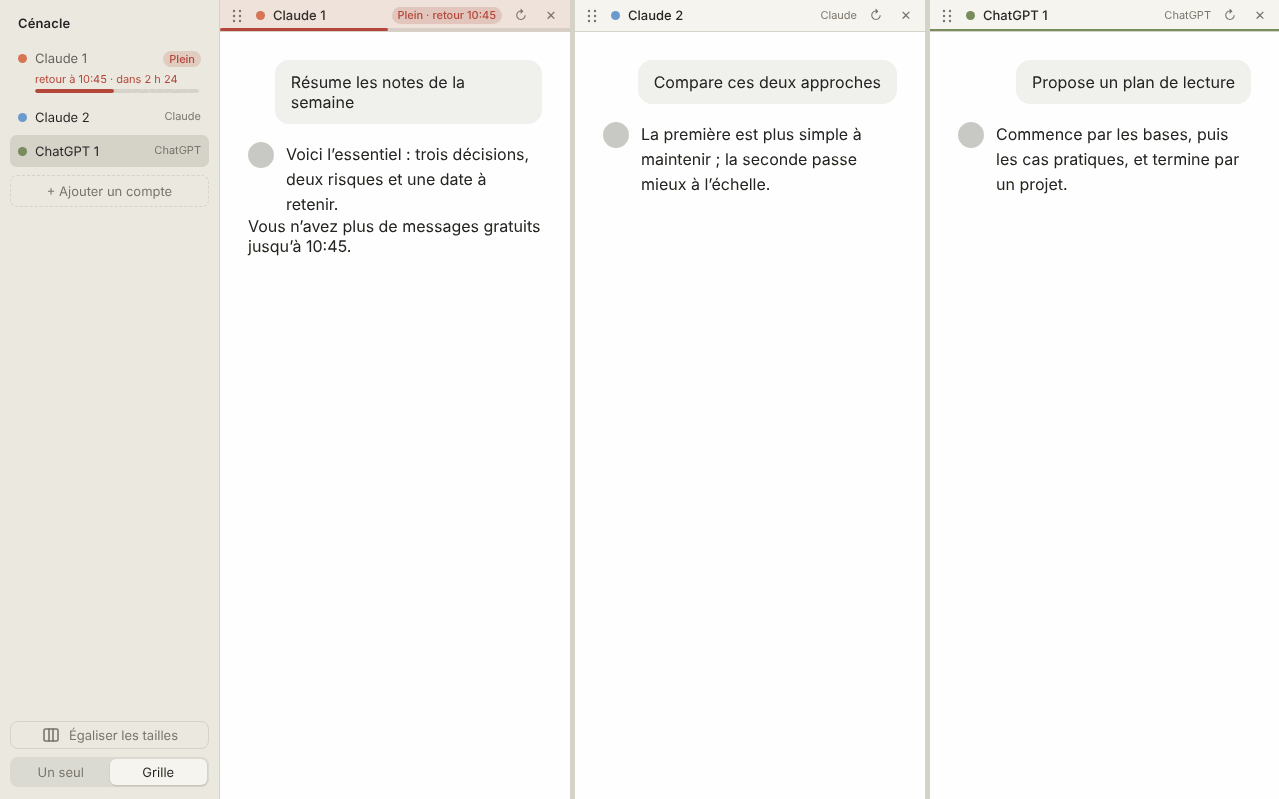 Cénacle
Claude 1
Plein
retour à 10:45 · dans 2 h 24
Claude 2
Claude
ChatGPT 1
ChatGPT
+ Ajouter un compte
Égaliser les tailles
Un seul
Grille
Claude 1
Plein · retour 10:45
Résume les notes de la
semaine
Voici l’essentiel : trois décisions,
deux risques et une date à
retenir.
Vous n’avez plus de messages gratuits
jusqu’à 10:45.
Claude 2
Claude
Compare ces deux approches
La première est plus simple à
maintenir ; la seconde passe
mieux à l’échelle.
ChatGPT 1
ChatGPT
Propose un plan de lecture
Commence par les bases, puis
les cas pratiques, et termine par
un projet.